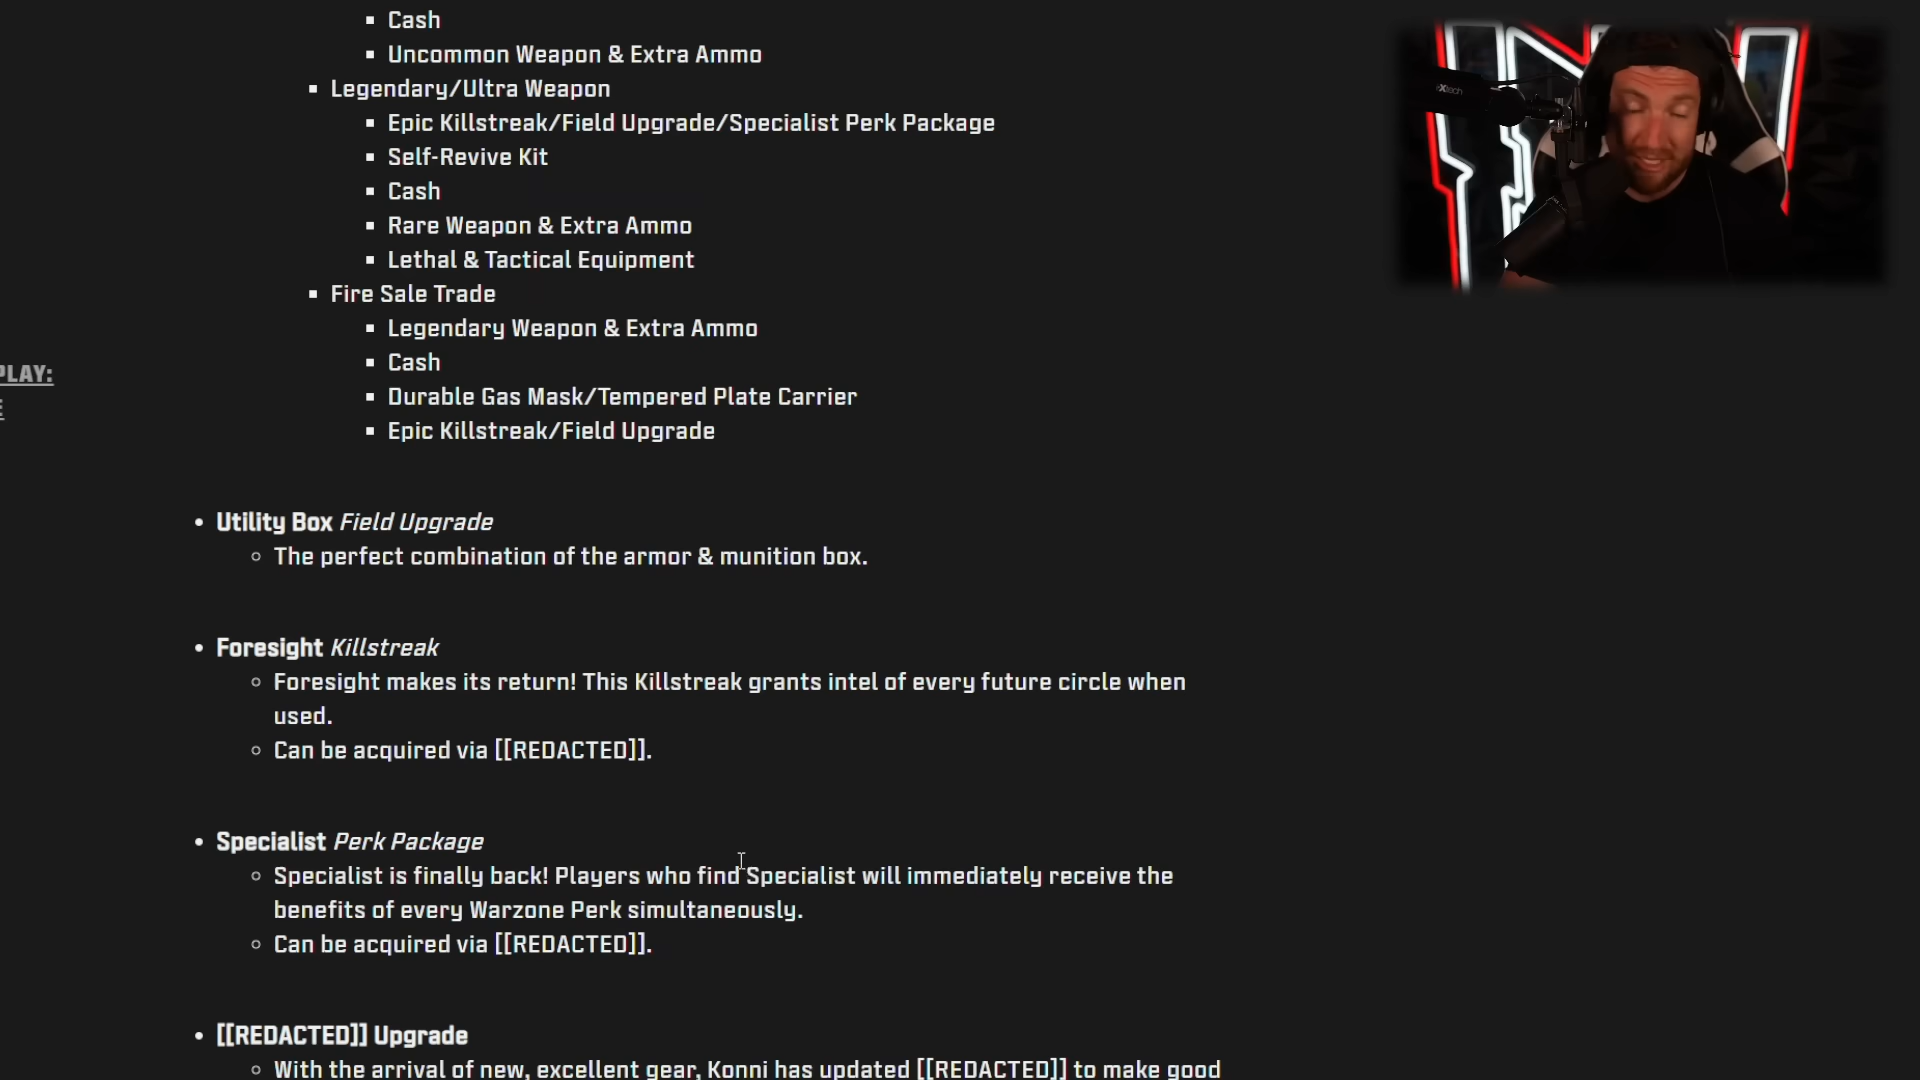 Cash
Uncommon Weapon & Extra Ammo
Legendary/Ultra Weapon
Epic Killstreak/Field Upgrade/Specialist Perk Package
Self-Revive Kit
Cash
Rare Weapon & Extra Ammo
Lethal & Tactical Equipment
Fire Sale Trade
Legendary Weapon & Extra Ammo
PLAY:
Cash
Durable Gas Mask/Tempered Plate Carrier
Epic Killstreak/Field Upgrade
Utility Box Field Upgrade
The perfect combination of the armor & munition box.
Foresight Killstreak
Foresight makes its return! This Killstreak grants intel of every future circle when
used.
Can be acquired via [[REDACTED]].
Specialist Perk Package
Specialist is finally back! Players who find Specialist will immediately receive the
benefits of every Warzone Perk simultaneously.
Can be acquired via [[REDACTED]].
[[REDACTED]] Upgrade
With the arrival of new, excellent gear, Konni has updated [[REDACTED]] to make good